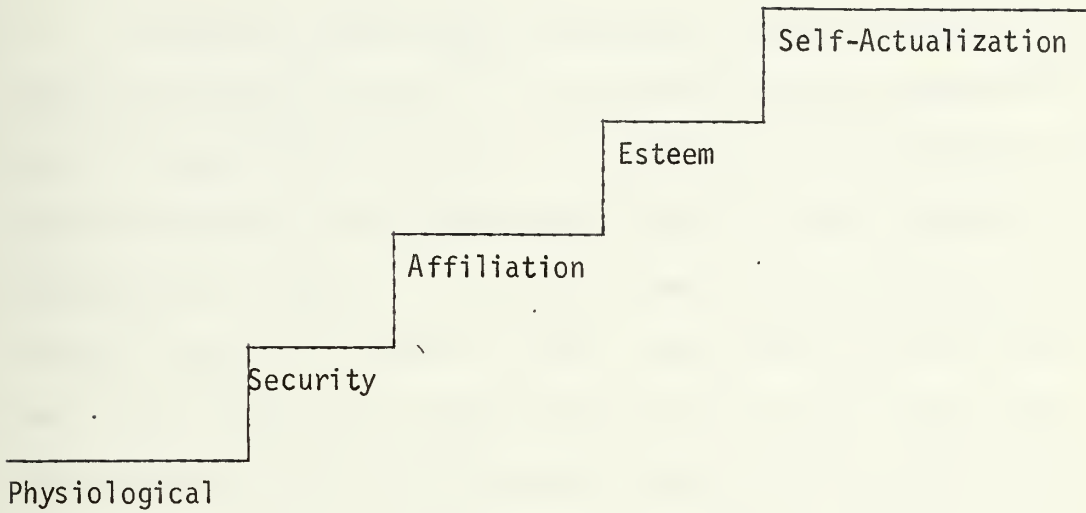 Self-Actualization
Esteem
Affiliation
Security
Physiological